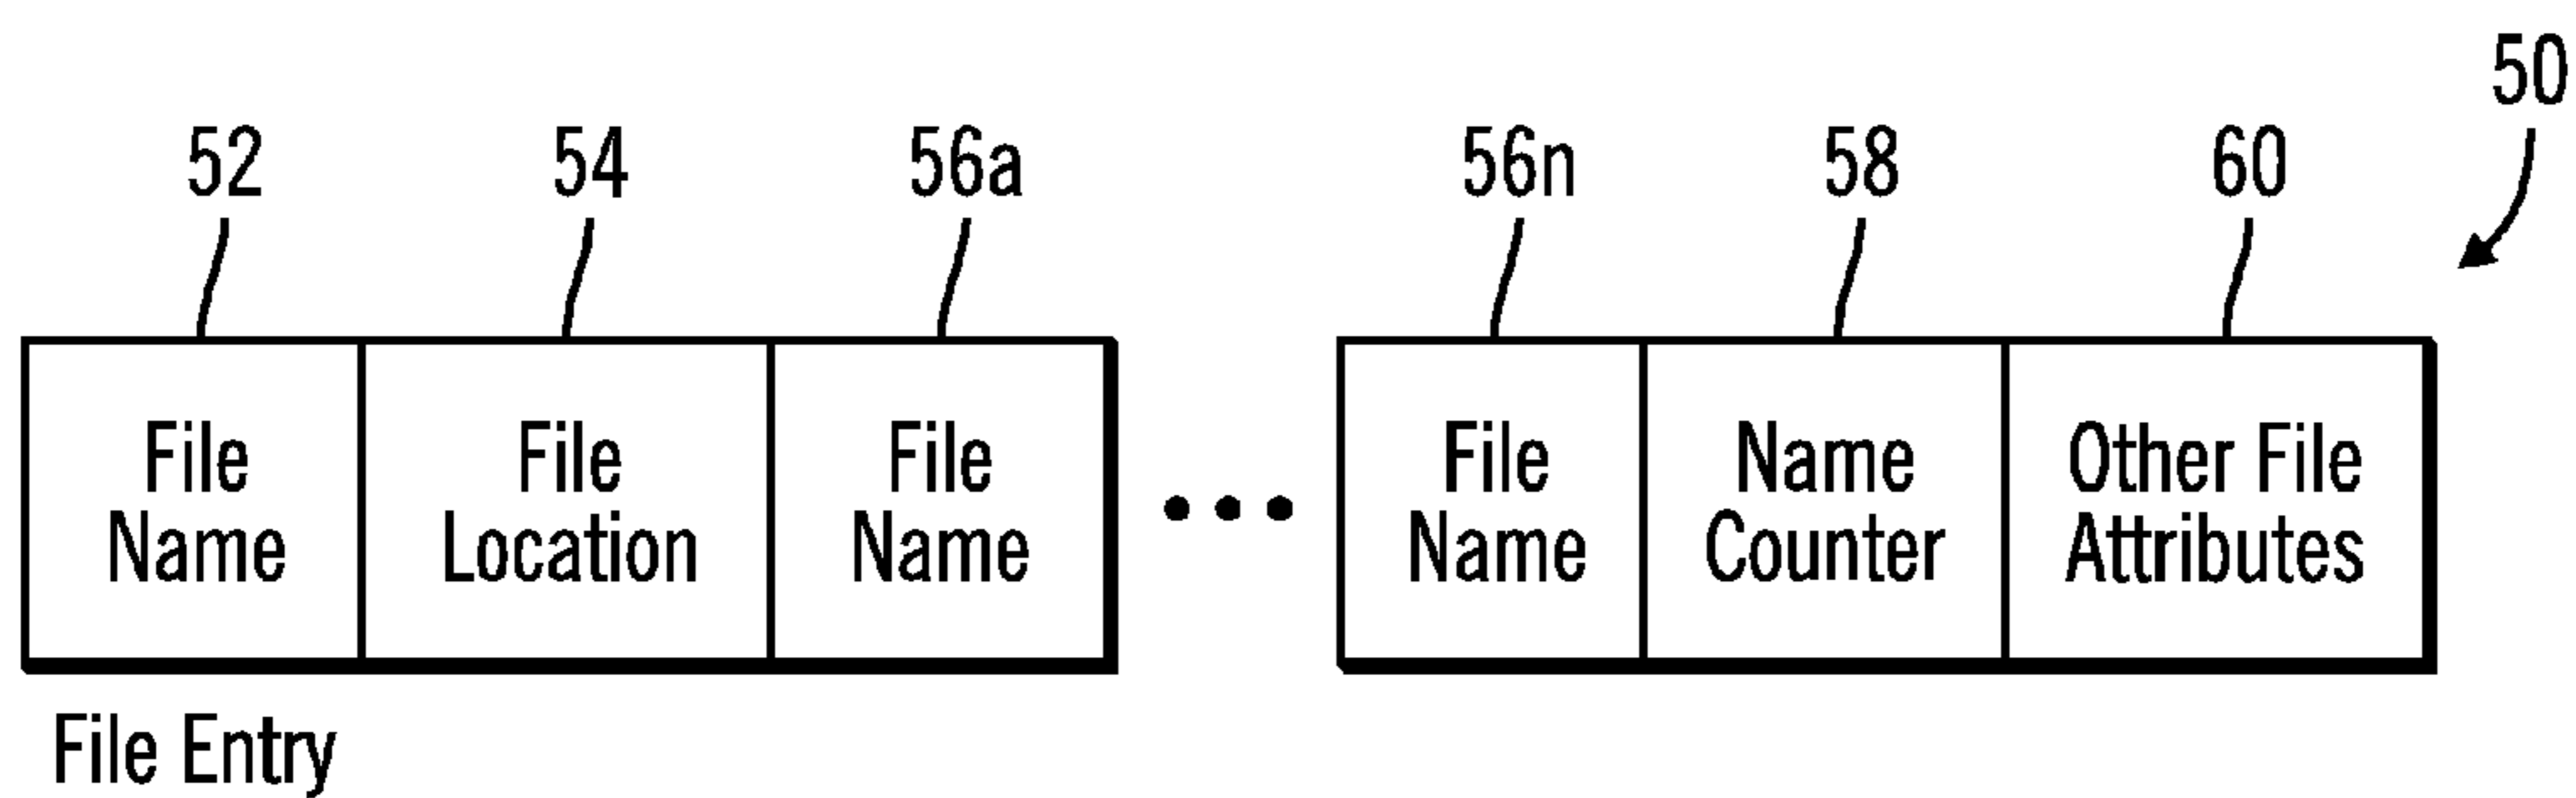 50
52 54 56a 56n 58 60
File File File File Name Other File
Name Location Name Name Counter Attributes
File Entry